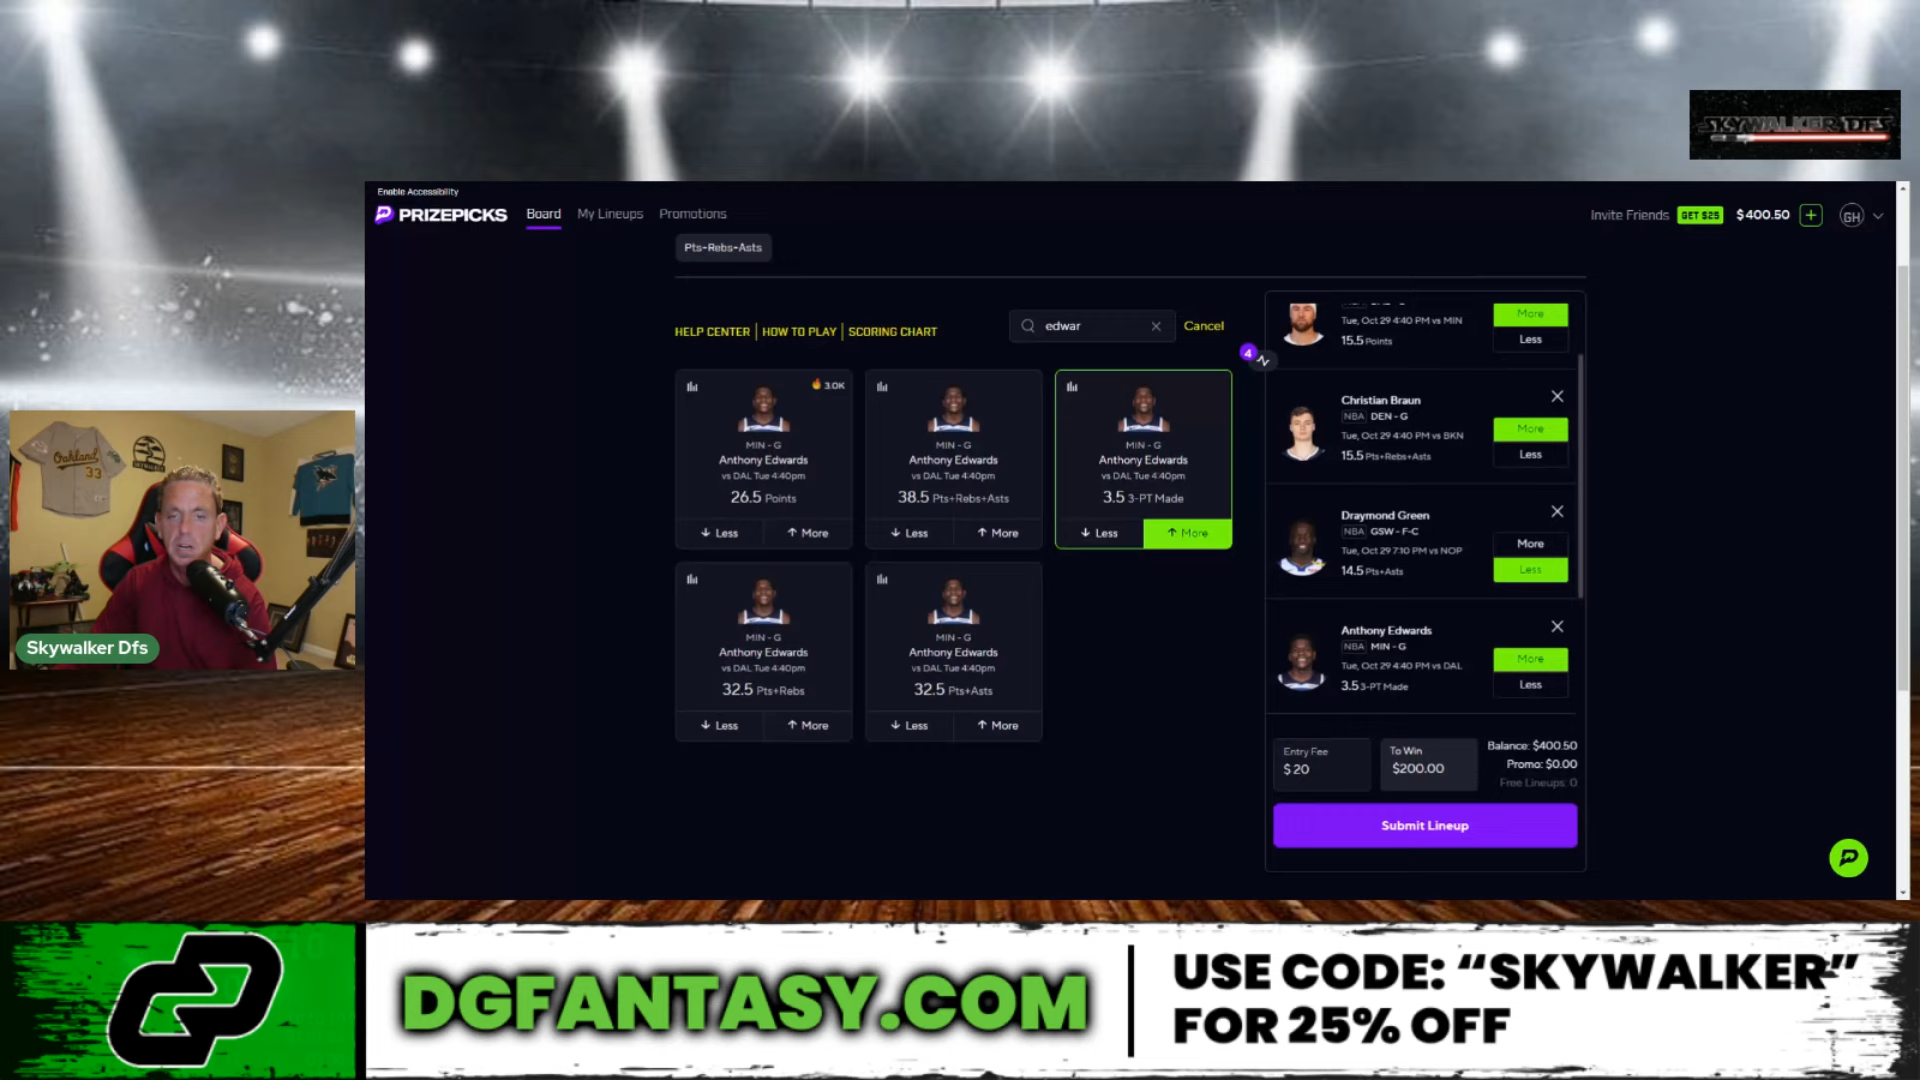 SKYWALKER DFS
Enable Accessibility
PRIZEPICKS Board My Lineups Promotions
Invite Friends GET $25 $400.50 + GH
Pts+Rebs+Asts
HELP CENTER | HOW TO PLAY | SCORING CHART
edwar Cancel
4
3.0K
MIN - G
Anthony Edwards
vs DAL Tue 4:40pm
26.5 Points
Less More
MIN - G
Anthony Edwards
vs DAL Tue 4:40pm
38.5 Pts+Rebs+Asts
Less More
MIN - G
Anthony Edwards
vs DAL Tue 4:40pm
3.5 3-PT Made
Less More
MIN - G
Anthony Edwards
vs DAL Tue 4:40pm
32.5 Pts+Rebs
Less More
MIN - G
Anthony Edwards
vs DAL Tue 4:40pm
32.5 Pts+Asts
Less More
Tue, Oct 29 4:40 PM vs MIN
15.5 Points
More
Less
Christian Braun
NBA DEN - G
Tue, Oct 29 4:40 PM vs BKN
15.5 Pts+Rebs+Asts
More
Less
Draymond Green
NBA GSW - F-C
Tue, Oct 29 7:10 PM vs NOP
14.5 Pts+Asts
More
Less
Anthony Edwards
NBA MIN - G
Tue, Oct 29 4:40 PM vs DAL
3.5 3-PT Made
More
Less
Entry Fee
$ 20
To Win
$200.00
Balance: $400.50
Promo: $0.00
Free Lineups: 0
Submit Lineup
Oakland
33
Skywalker Dfs
DGFANTASY.COM
USE CODE: “SKYWALKER”
FOR 25% OFF